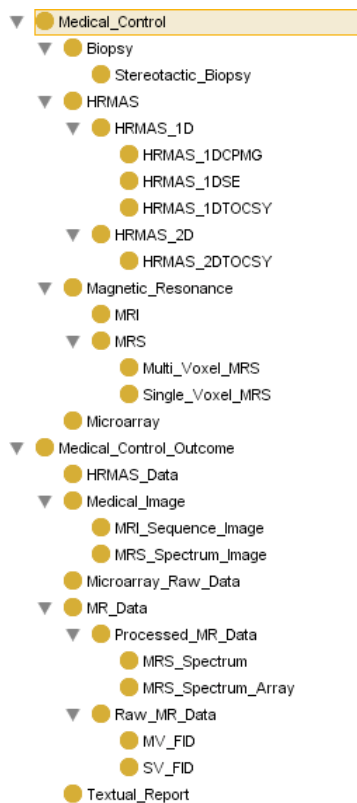 Medical_Control
Biopsy
Stereotactic_Biopsy
HRMAS
HRMAS_1D
HRMAS_1DCPMG
HRMAS_1DSE
HRMAS_1DTOCSY
HRMAS_2D
HRMAS_2DTOCSY
Magnetic_Resonance
MRI
MRS
Multi_Voxel_MRS
Single_Voxel_MRS
Microarray
Medical_Control_Outcome
HRMAS_Data
Medical_Image
MRI_Sequence_Image
MRS_Spectrum_Image
Microarray_Raw_Data
MR_Data
Processed_MR_Data
MRS_Spectrum
MRS_Spectrum_Array
Raw_MR_Data
MV_FID
SV_FID
Textual_Report